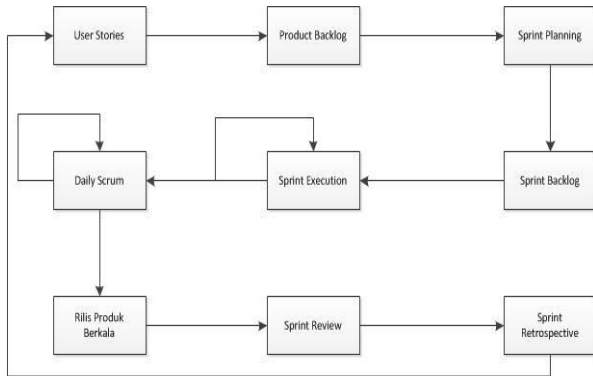 User Stories
Product Backlog
Sprint Planning
Daily Scrum
Sprint Execution
Sprint Backlog
Rilis Produk
Berkala
Sprint Review
Sprint
Retrospective